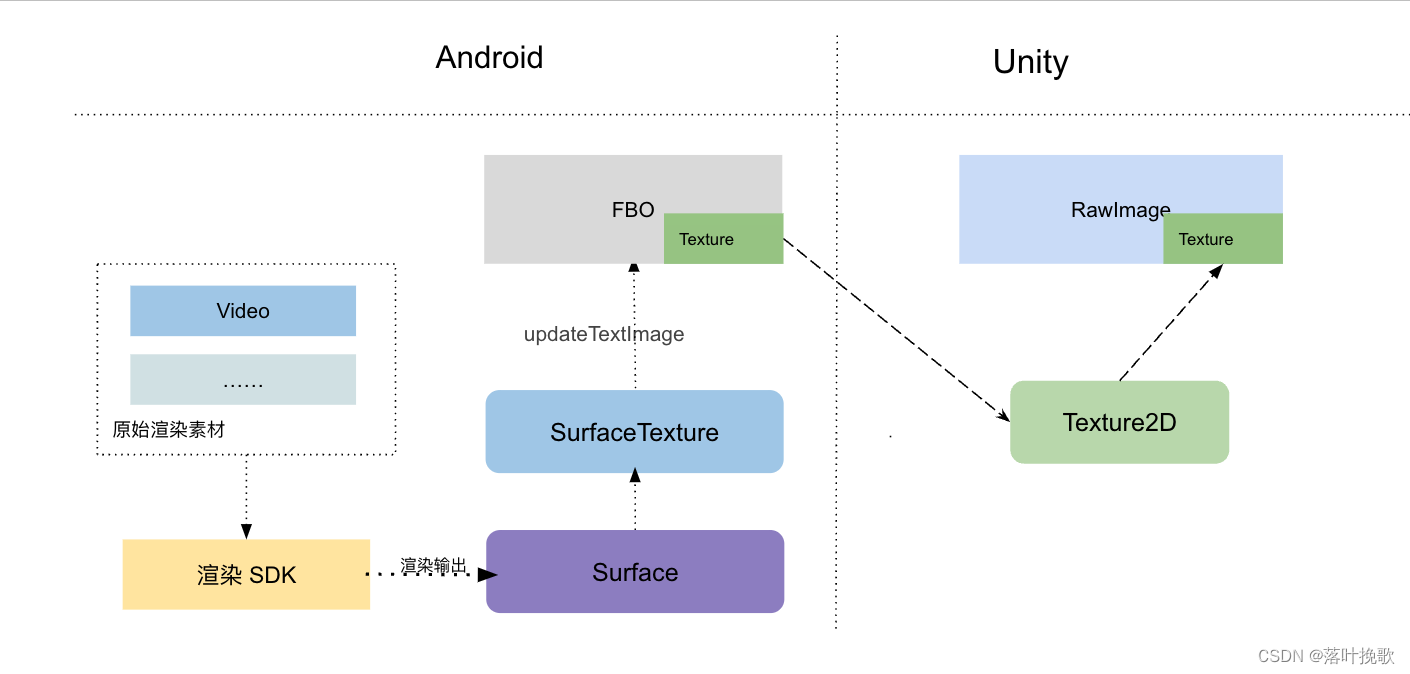 Android
Unity
FBO
Texture
RawImage
Texture
Video
……
原始渲染素材
updateTextImage
SurfaceTexture
Texture2D
渲染 SDK
渲染输出
Surface
CSDN @落叶挽歌